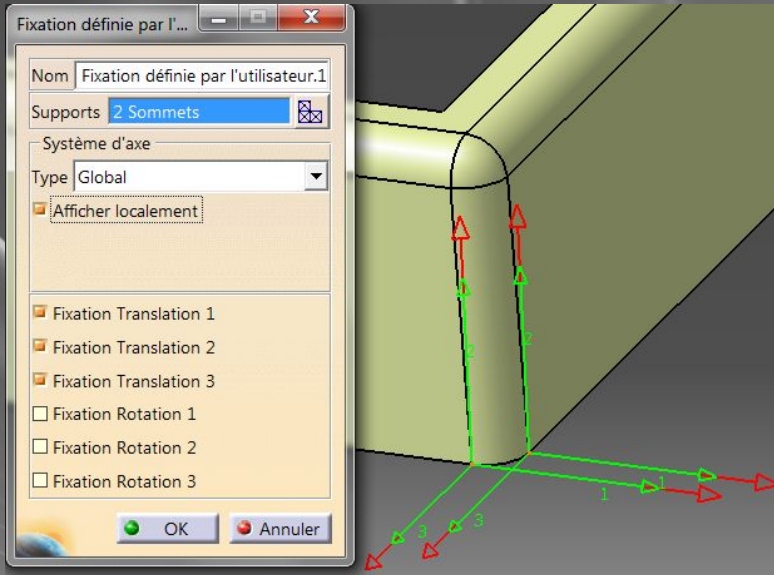 Fixation définie par l'...
Nom Fixation définie par l'utilisateur.1
Supports 2 Sommets
Système d'axe
Type Global
Afficher localement
Fixation Translation 1
Fixation Translation 2
Fixation Translation 3
Fixation Rotation 1
Fixation Rotation 2
Fixation Rotation 3
OK Annuler
2 2
1 1
3 3